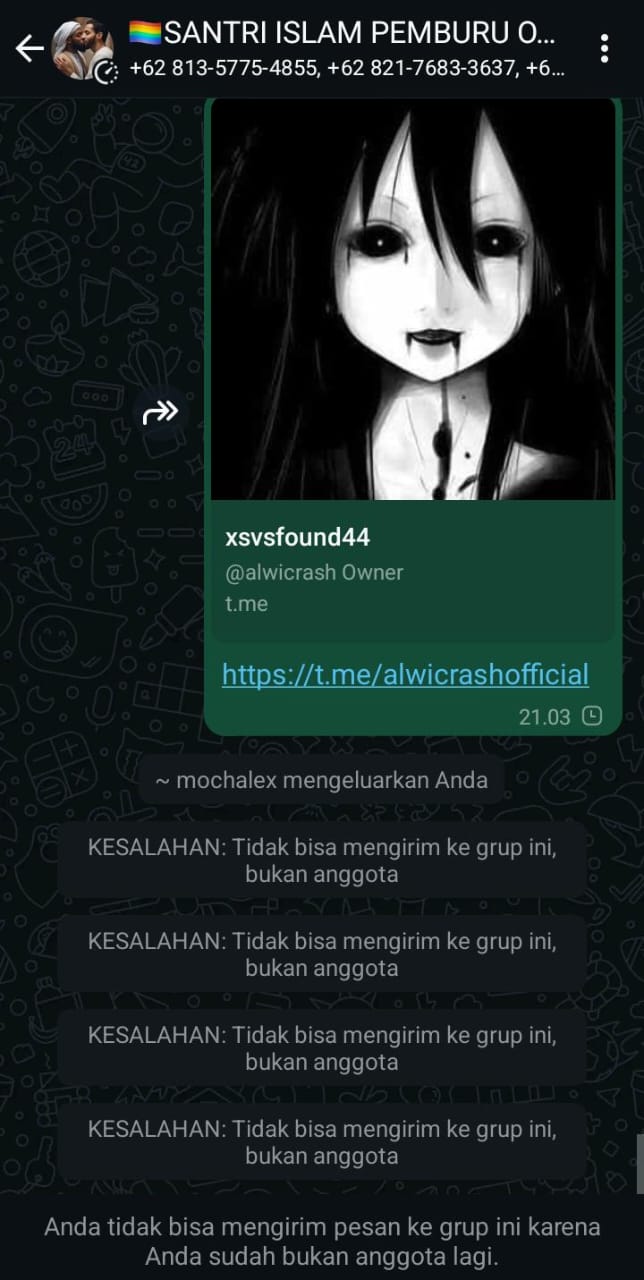 🏳️‍🌈SANTRI ISLAM PEMBURU O...
+62 813-5775-4855, +62 821-7683-3637, +6...
xsvsfound44
@alwicrash Owner
t.me
https://t.me/alwicrashofficial
21.03
~ mochalex mengeluarkan Anda
KESALAHAN: Tidak bisa mengirim ke grup ini,
bukan anggota
KESALAHAN: Tidak bisa mengirim ke grup ini,
bukan anggota
KESALAHAN: Tidak bisa mengirim ke grup ini,
bukan anggota
KESALAHAN: Tidak bisa mengirim ke grup ini,
bukan anggota
Anda tidak bisa mengirim pesan ke grup ini karena
Anda sudah bukan anggota lagi.